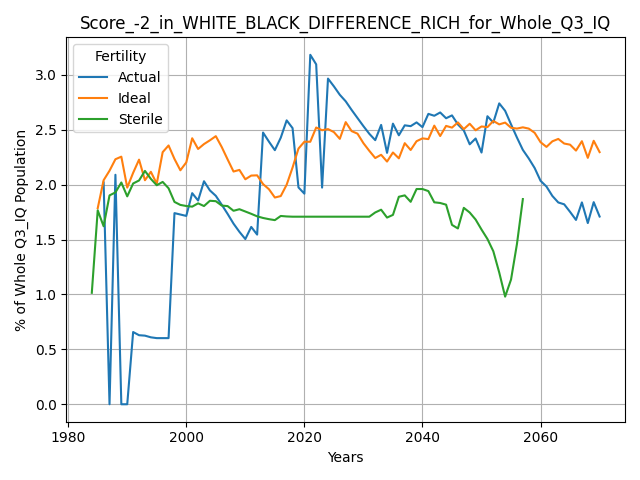 Score_-2_in_WHITE_BLACK_DIFFERENCE_RICH_for_Whole_Q3_IQ
Fertility
Actual
Ideal
Sterile
% of Whole Q3_IQ Population
3.0
2.5
2.0
1.5
1.0
0.5
0.0
1980
2000
2020
2040
2060
Years